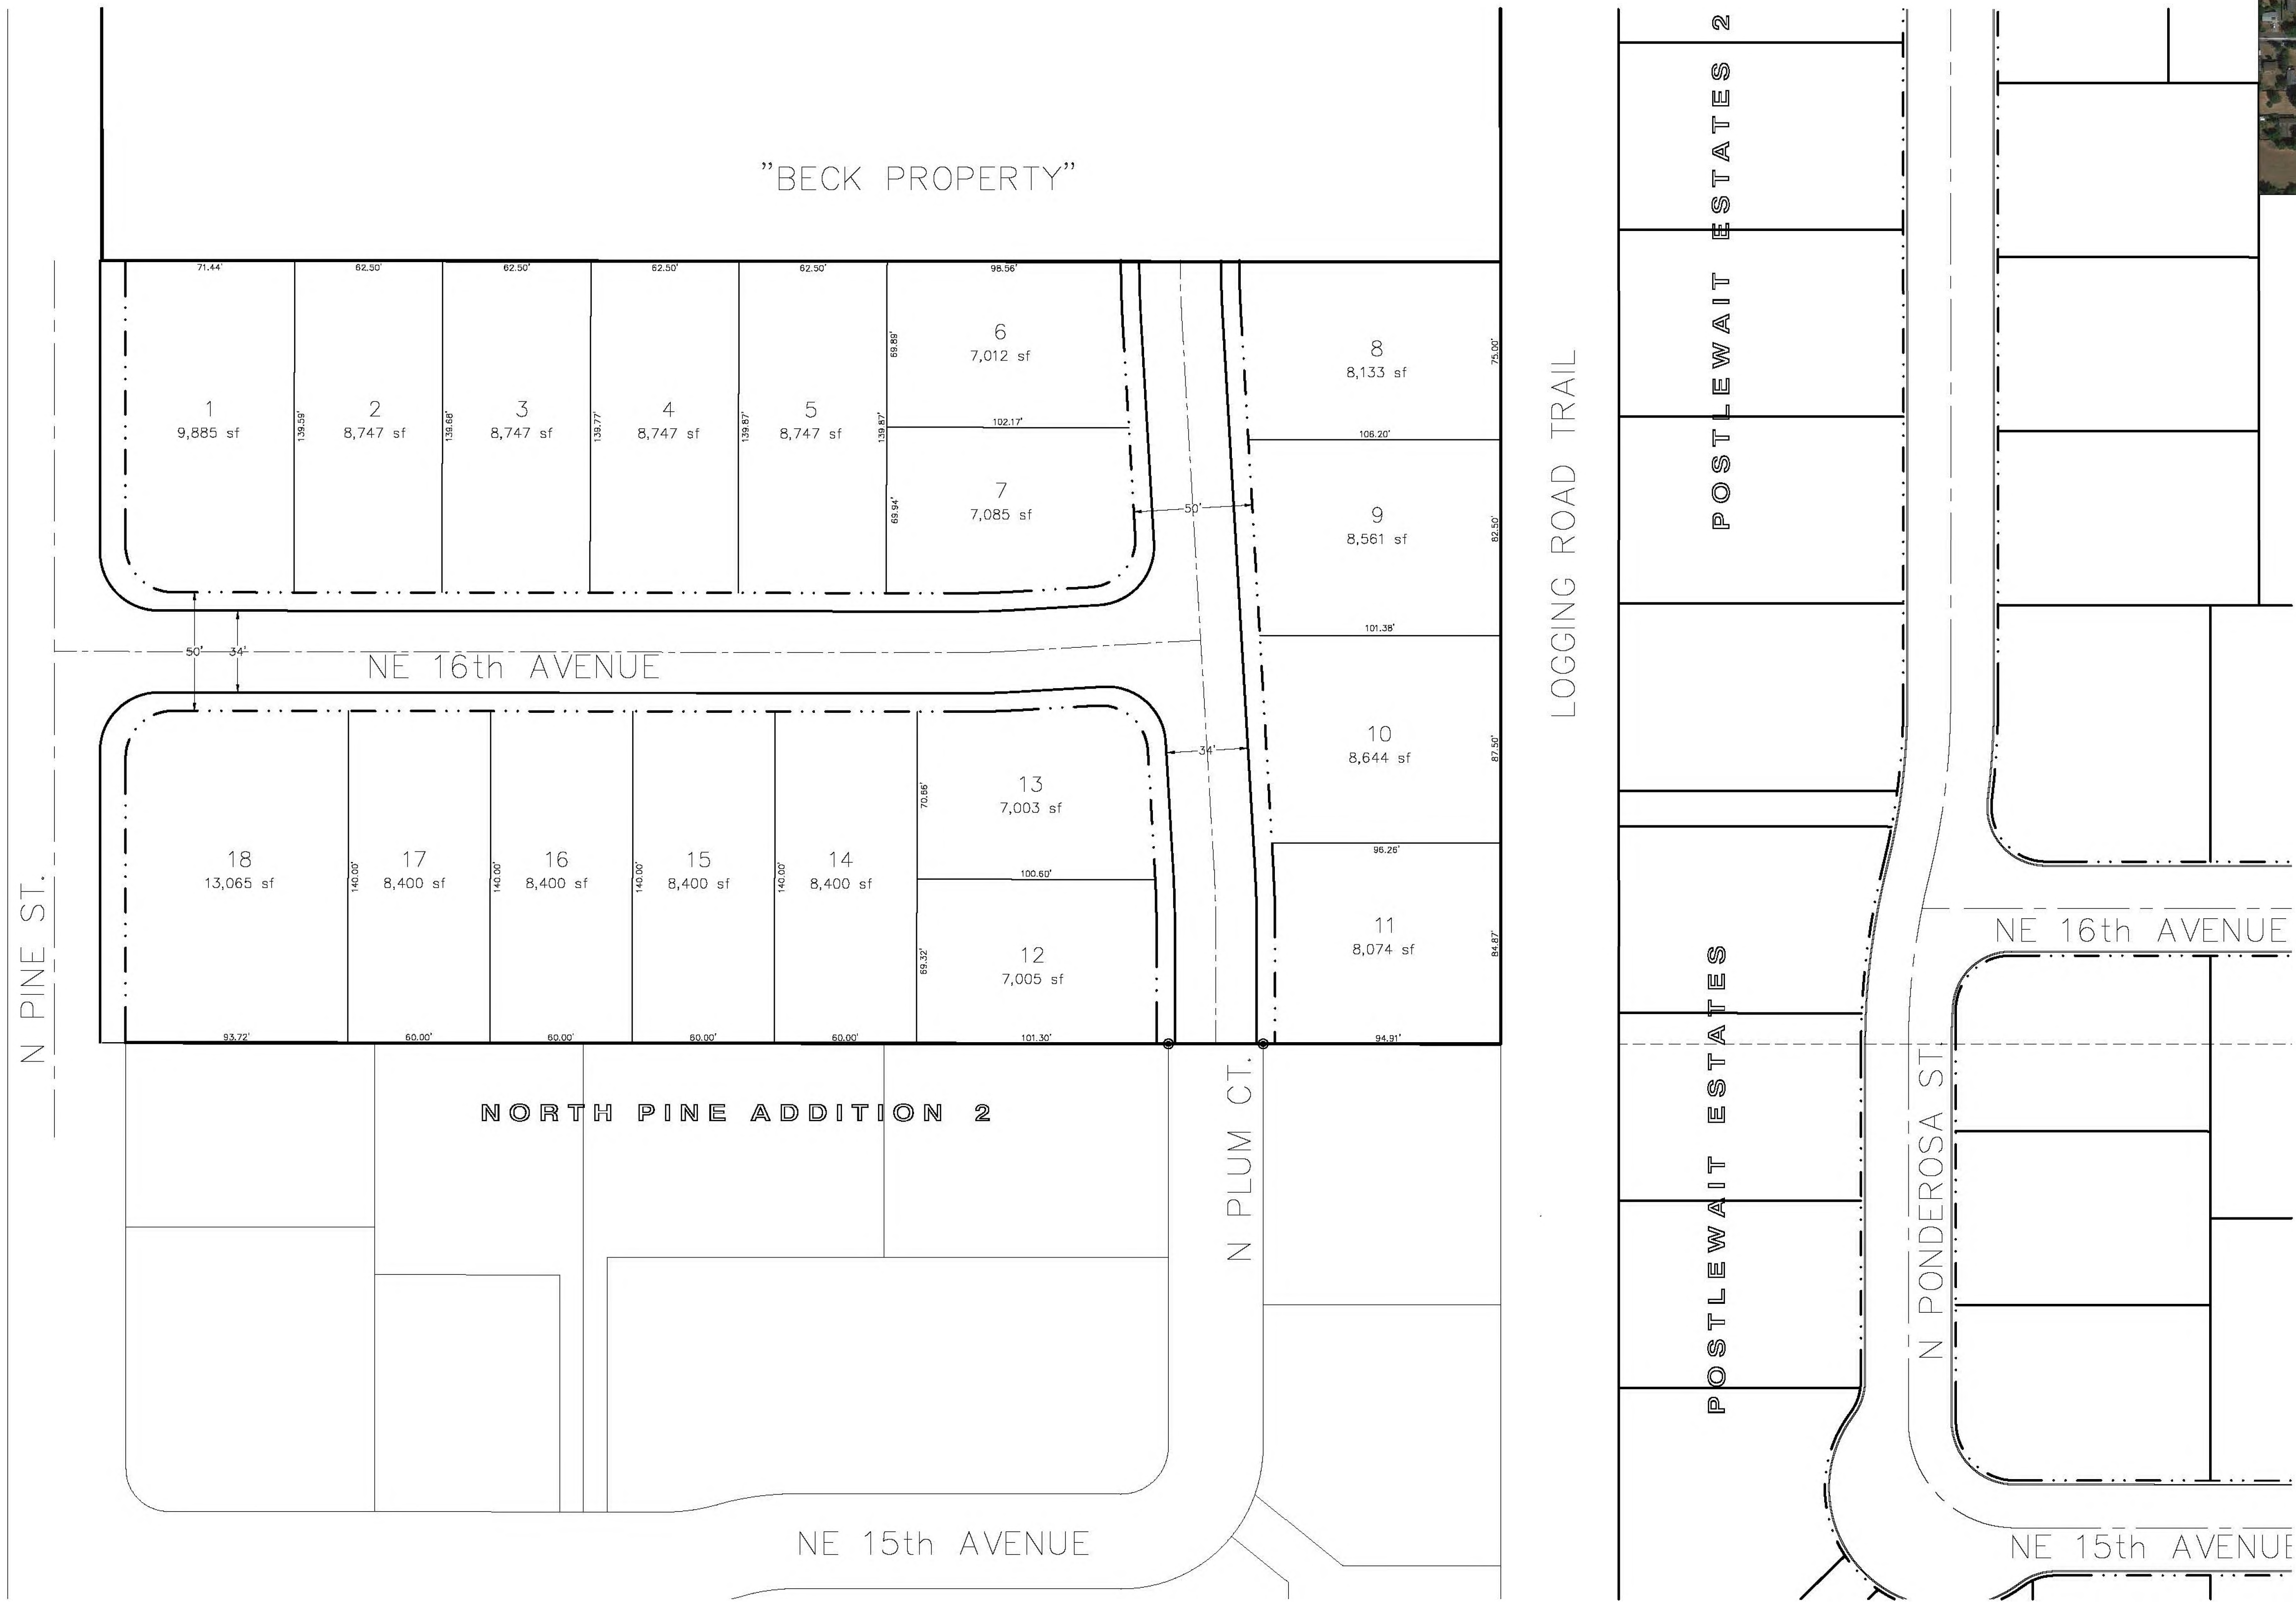 ”BECK PROPERTY”
71.44'
62.50'
62.50'
62.50'
62.50'
98.56'
1
9,885 sf
139.59'
2
8,747 sf
139.68'
3
8,747 sf
139.77'
4
8,747 sf
139.87'
5
8,747 sf
139.87'
69.89'
6
7,012 sf
102.17'
69.94'
7
7,085 sf
50'
8
8,133 sf
75.00'
106.20'
9
8,561 sf
82.50'
101.38'
10
8,644 sf
87.50'
96.26'
11
8,074 sf
84.87'
94.91'
50'
34'
NE 16th AVENUE
34'
18
13,065 sf
140.00'
17
8,400 sf
140.00'
16
8,400 sf
140.00'
15
8,400 sf
140.00'
14
8,400 sf
70.66'
13
7,003 sf
100.60'
69.32'
12
7,005 sf
93.72'
60.00'
60.00'
60.00'
60.00'
101.30'
N PINE ST.
NORTH PINE ADDITION 2
N PLUM CT.
NE 15th AVENUE
LOGGING ROAD TRAIL
POSTLEWAIT ESTATES 2
POSTLEWAIT ESTATES
NE 16th AVENUE
N PONDEROSA ST.
NE 15th AVENUE